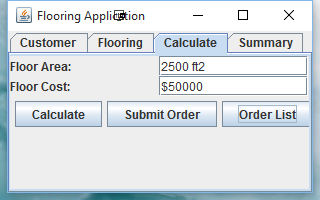 Flooring Application
Customer Flooring Calculate Summary
Floor Area: 2500 ft2
Floor Cost: $50000
Calculate Submit Order Order List